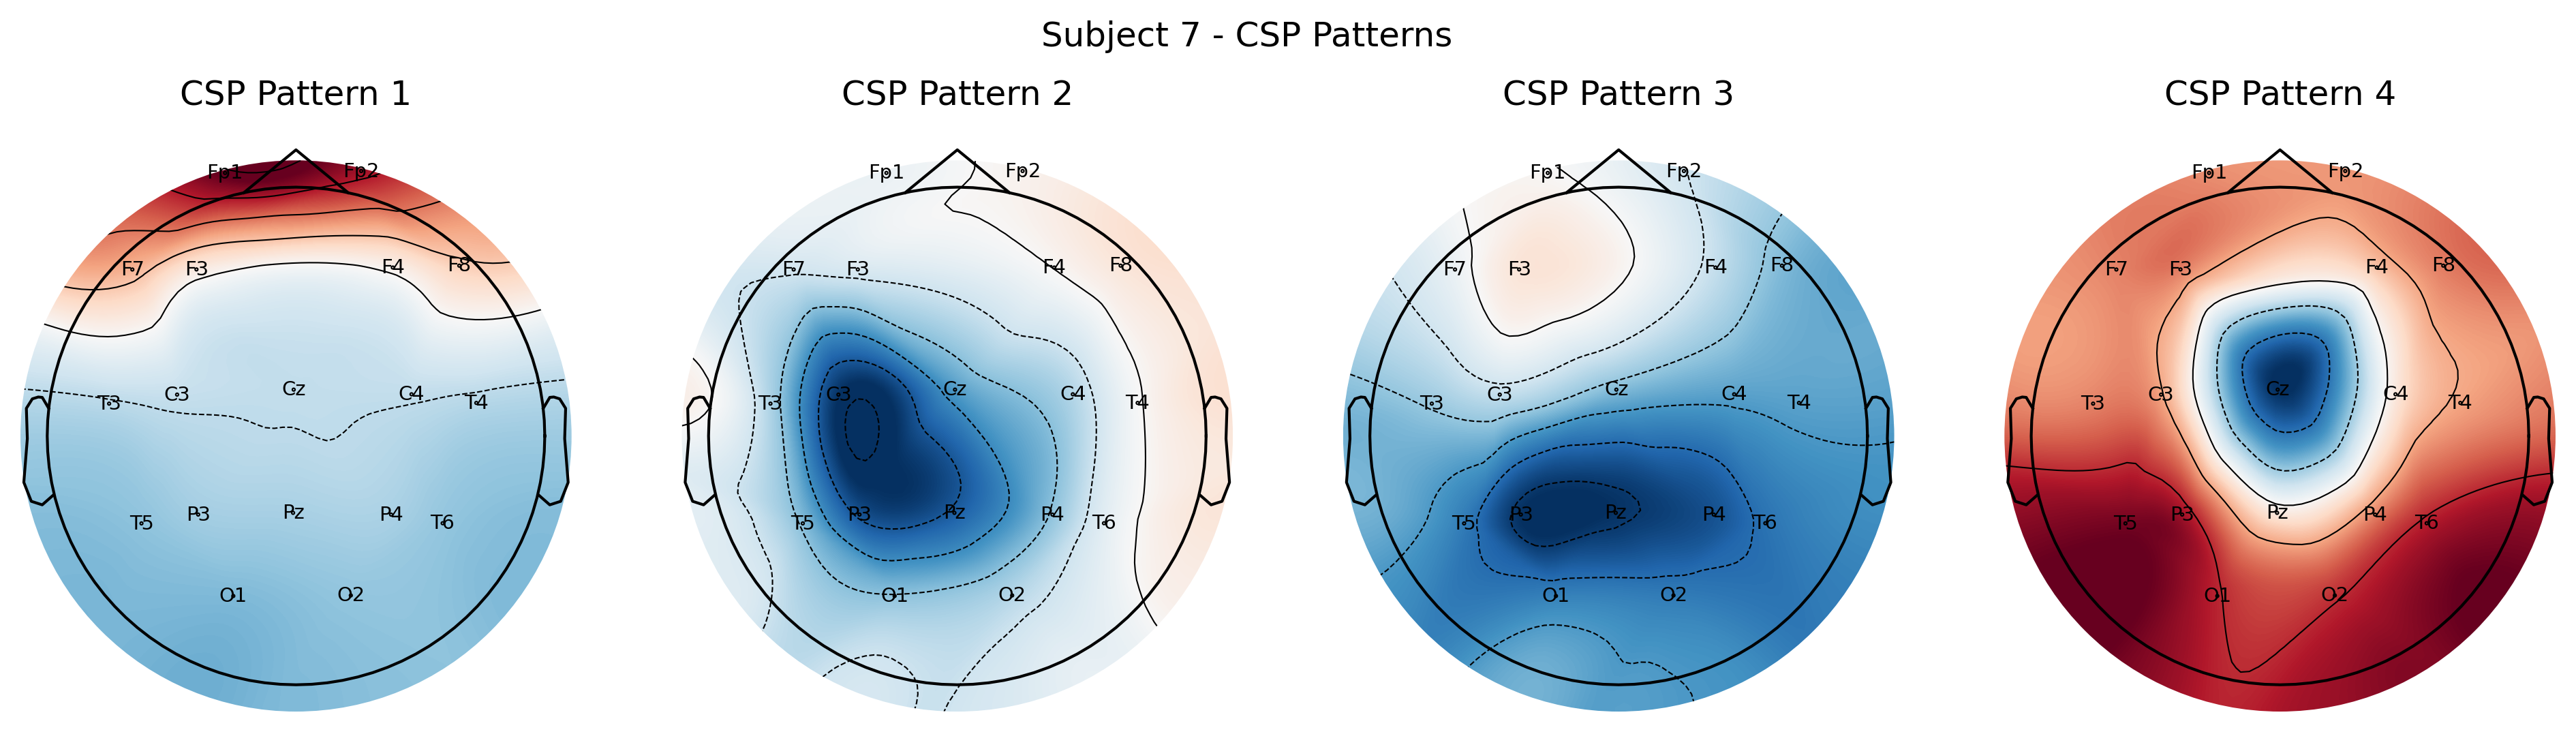 Subject 7 - CSP Patterns
CSP Pattern 1
CSP Pattern 2
CSP Pattern 3
CSP Pattern 4
Fp1 Fp2
F7 F3 F4 F8
T3 C3 Cz C4 T4
T5 P3 Pz P4 T6
O1 O2
Fp1 Fp2
F7 F3 F4 F8
T3 C3 Cz C4 T4
T5 P3 Pz P4 T6
O1 O2
Fp1 Fp2
F7 F3 F4 F8
T3 C3 Cz C4 T4
T5 P3 Pz P4 T6
O1 O2
Fp1 Fp2
F7 F3 F4 F8
T3 C3 Cz C4 T4
T5 P3 Pz P4 T6
O1 O2